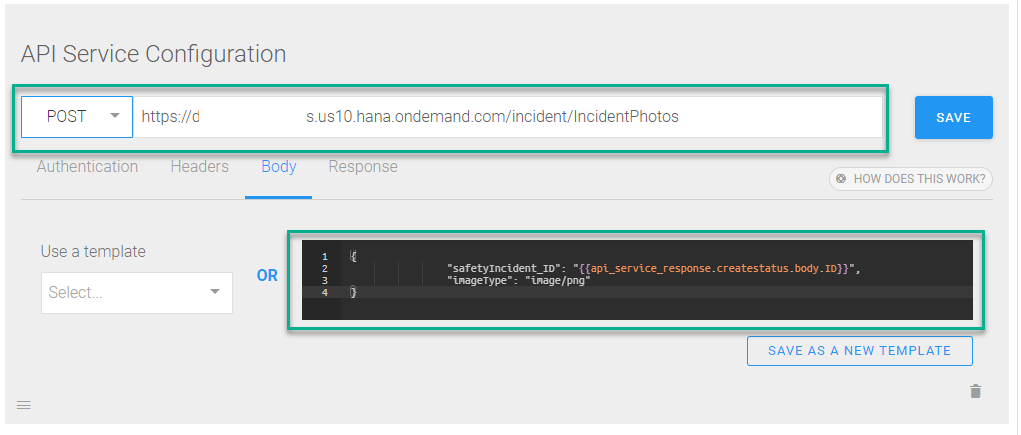 API Service Configuration
POST https://d s.us10.hana.ondemand.com/incident/IncidentPhotos SAVE
Authentication Headers Body Response
HOW DOES THIS WORK?
Use a template
Select...
OR
1 {
2 "safetyIncident_ID": "{{api_service_response.createstatus.body.ID}}",
3 "imageType": "image/png"
4 }
SAVE AS A NEW TEMPLATE